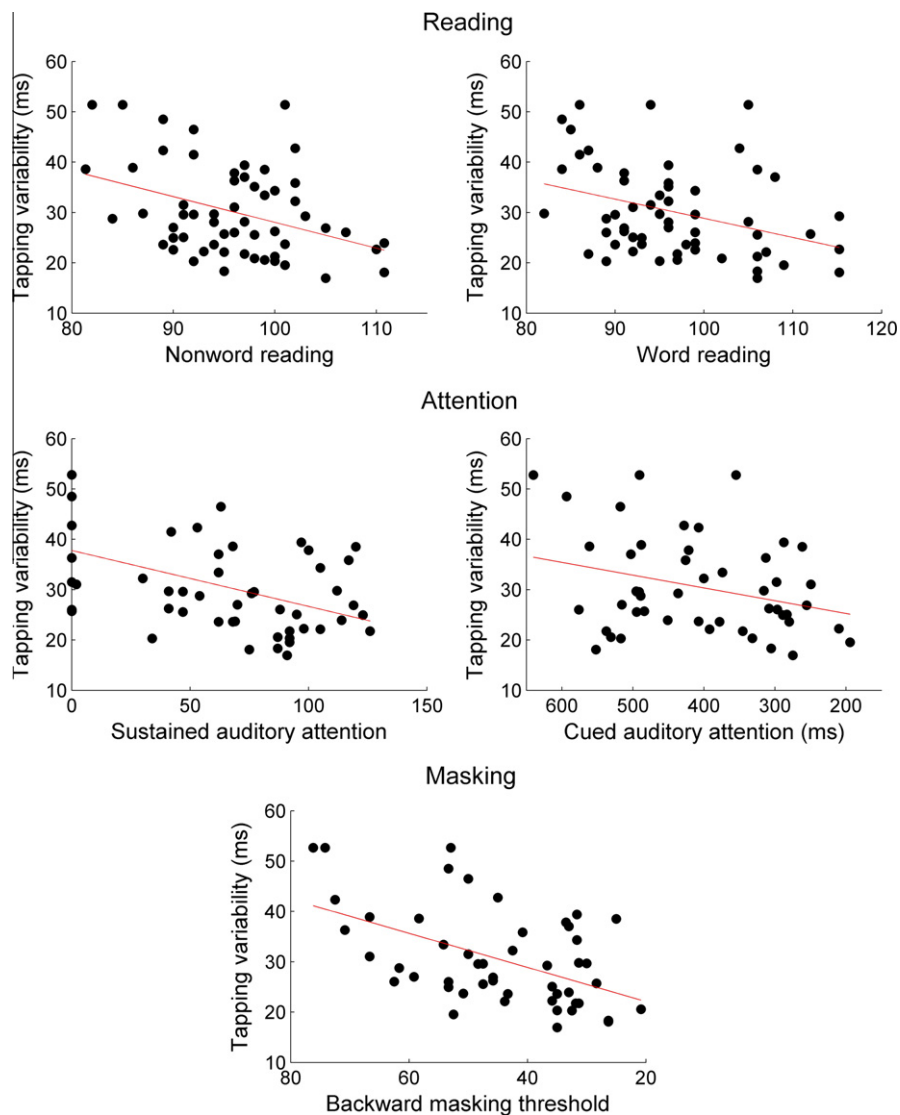 Reading
Tapping variability (ms)
60
50
40
30
20
10
80 90 100 110
Nonword reading
Tapping variability (ms)
60
50
40
30
20
10
90 100 110 120
Word reading
Attention
Tapping variability (ms)
60
50
40
30
20
10
0 50 100 150
Sustained auditory attention
Tapping variability (ms)
60
50
40
30
20
10
600 500 400 300 200
Cued auditory attention (ms)
Masking
Tapping variability (ms)
60
50
40
30
20
10
80 60 40 20
Backward masking threshold